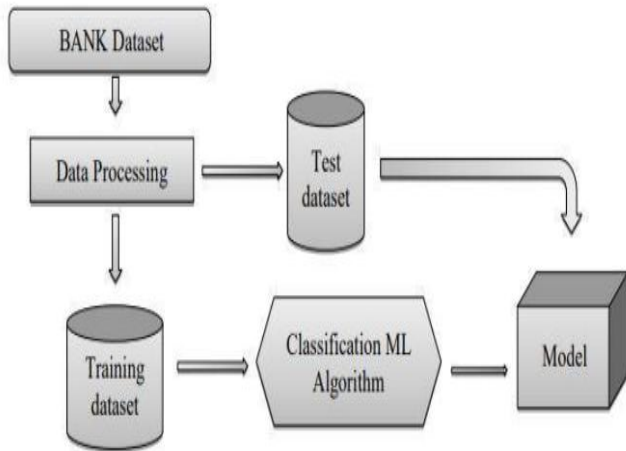 BANK Dataset
Data Processing
Test
dataset
Training
dataset
Classification ML
Algorithm
Model